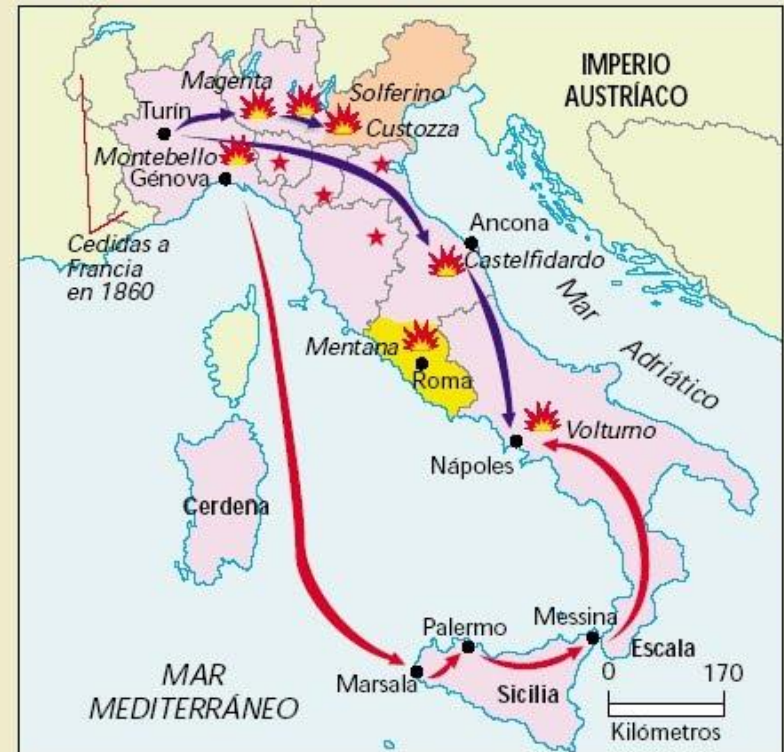 IMPERIO
AUSTRÍACO
Magenta
Solferino
Turín
Custozza
Montebello
Génova
Ancona
Cedidas a
Francia
en 1860
Castelfidardo
Mar
Adriático
Mentana
Roma
Volturno
Nápoles
Cerdeña
Messina
Palermo
Escala
Marsala
0 170
Sicilia
MAR
MEDITERRÁNEO
Kilómetros